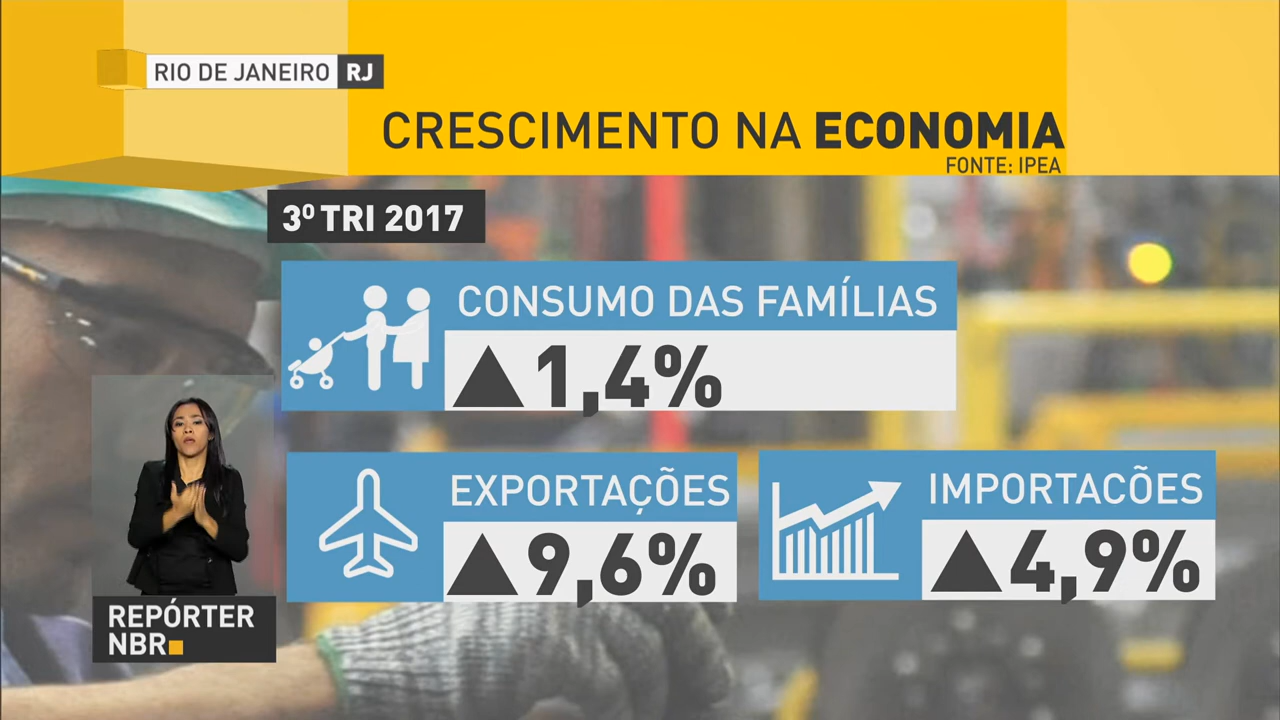 RIO DE JANEIRO RJ
CRESCIMENTO NA ECONOMIA
FONTE: IPEA
3º TRI 2017
CONSUMO DAS FAMÍLIAS
▲1,4%
EXPORTAÇÕES
▲9,6%
IMPORTACÕES
▲4,9%
REPÓRTER
NBR